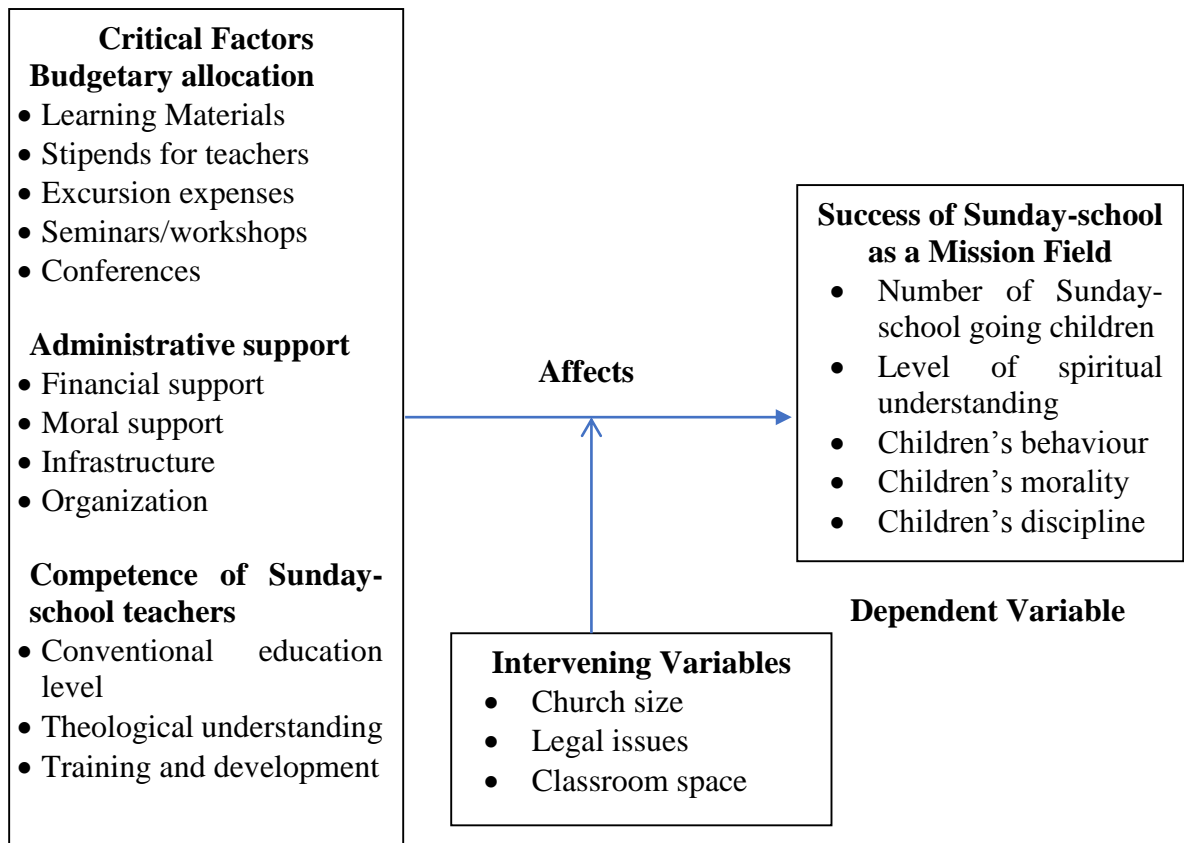 Critical Factors
Budgetary allocation
• Learning Materials
• Stipends for teachers
• Excursion expenses
• Seminars/workshops
• Conferences
Administrative support
• Financial support
• Moral support
• Infrastructure
• Organization
Competence of Sunday-
school teachers
• Conventional education
level
• Theological understanding
• Training and development
Affects
Intervening Variables
• Church size
• Legal issues
• Classroom space
Success of Sunday-school
as a Mission Field
• Number of Sunday-
school going children
• Level of spiritual
understanding
• Children’s behaviour
• Children’s morality
• Children’s discipline
Dependent Variable